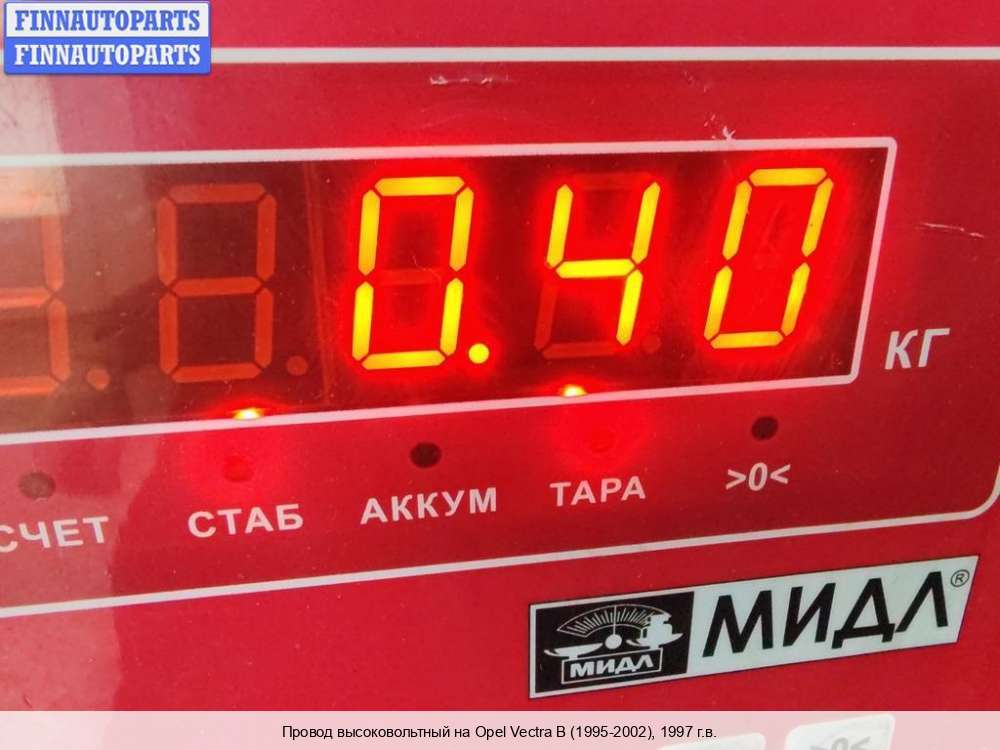 FINNAUTOPARTS
FINNAUTOPARTS
0.40
КГ
СЧЕТ
СТАБ
АККУМ
ТАРА
>0<
МИДЛ
МИДЛ®
Провод высоковольтный на Opel Vectra B (1995-2002), 1997 г.в.